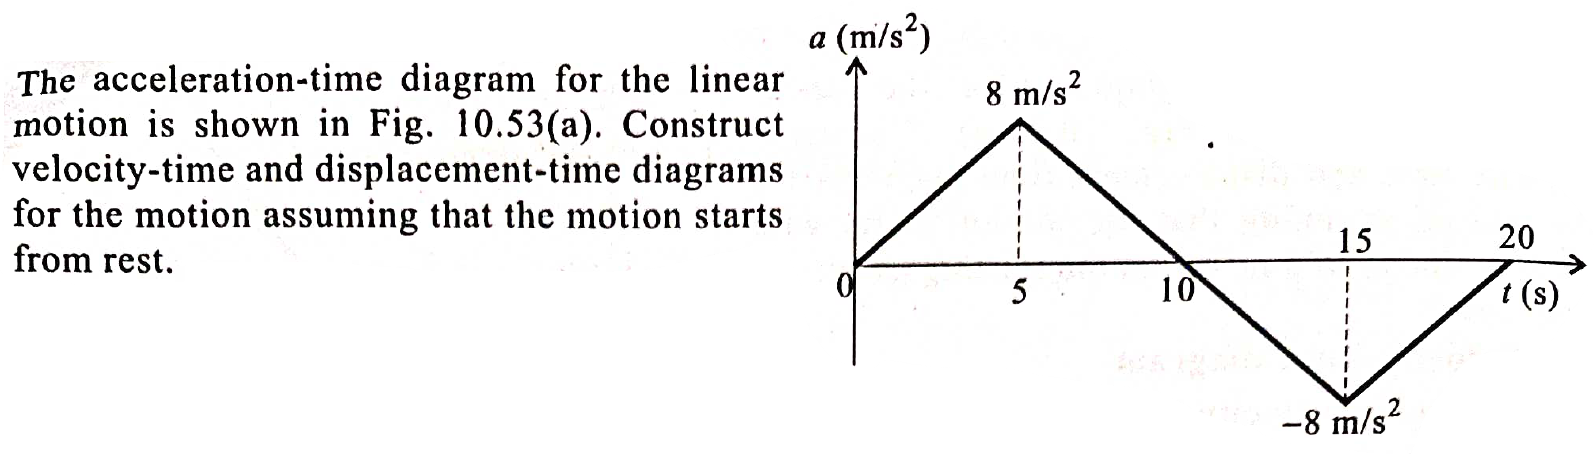 The acceleration-time diagram for the linear
motion is shown in Fig. 10.53(a). Construct
velocity-time and displacement-time diagrams
for the motion assuming that the motion starts
from rest.
a (m/s²)
8 m/s²
15
20
0
5
10
t (s)
−8 m/s²